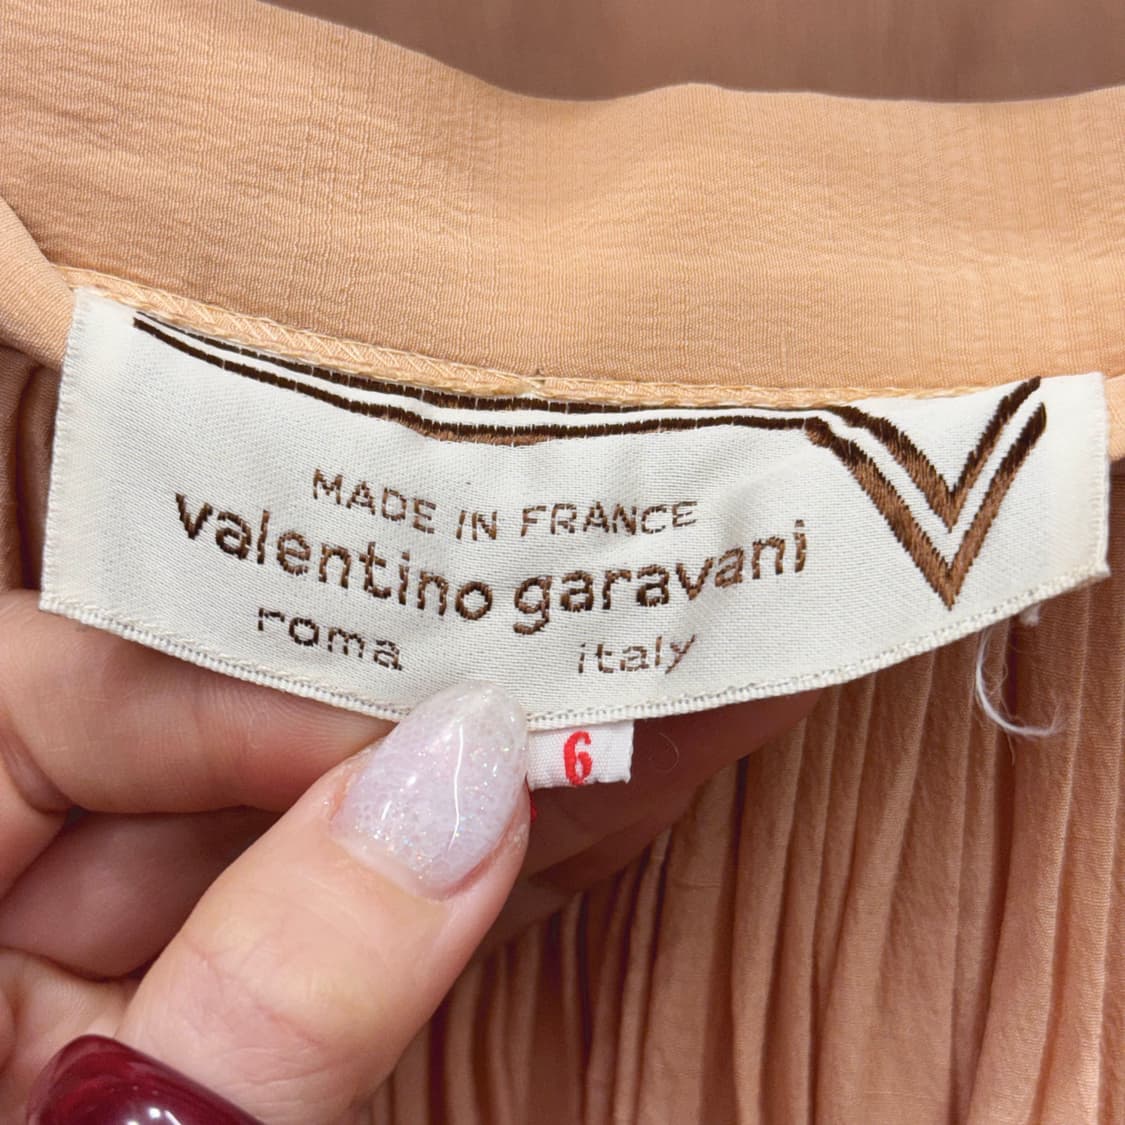 MADE IN FRANCE
valentino garavani
roma italy
6